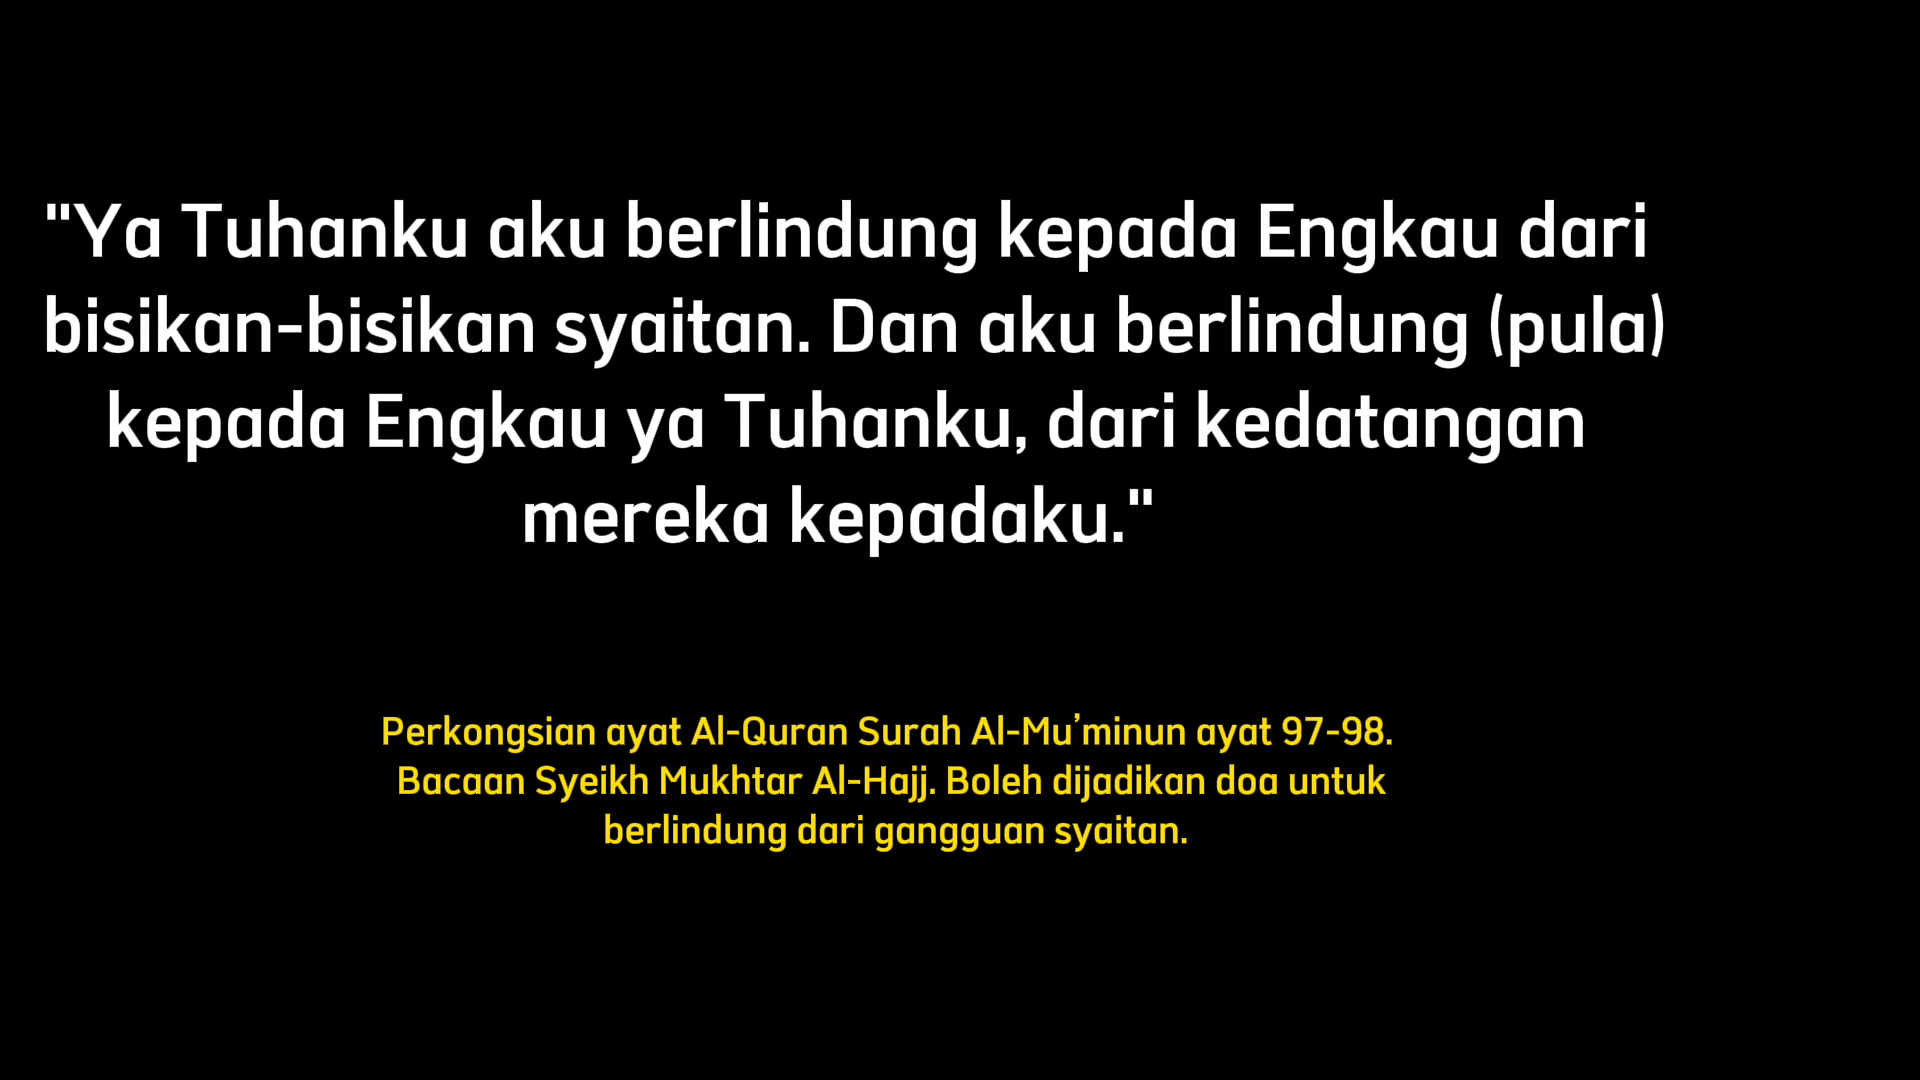 "Ya Tuhanku aku berlindung kepada Engkau dari
bisikan-bisikan syaitan. Dan aku berlindung (pula)
kepada Engkau ya Tuhanku, dari kedatangan
mereka kepadaku."
Perkongsian ayat Al-Quran Surah Al-Mu’minun ayat 97-98.
Bacaan Syeikh Mukhtar Al-Hajj. Boleh dijadikan doa untuk
berlindung dari gangguan syaitan.